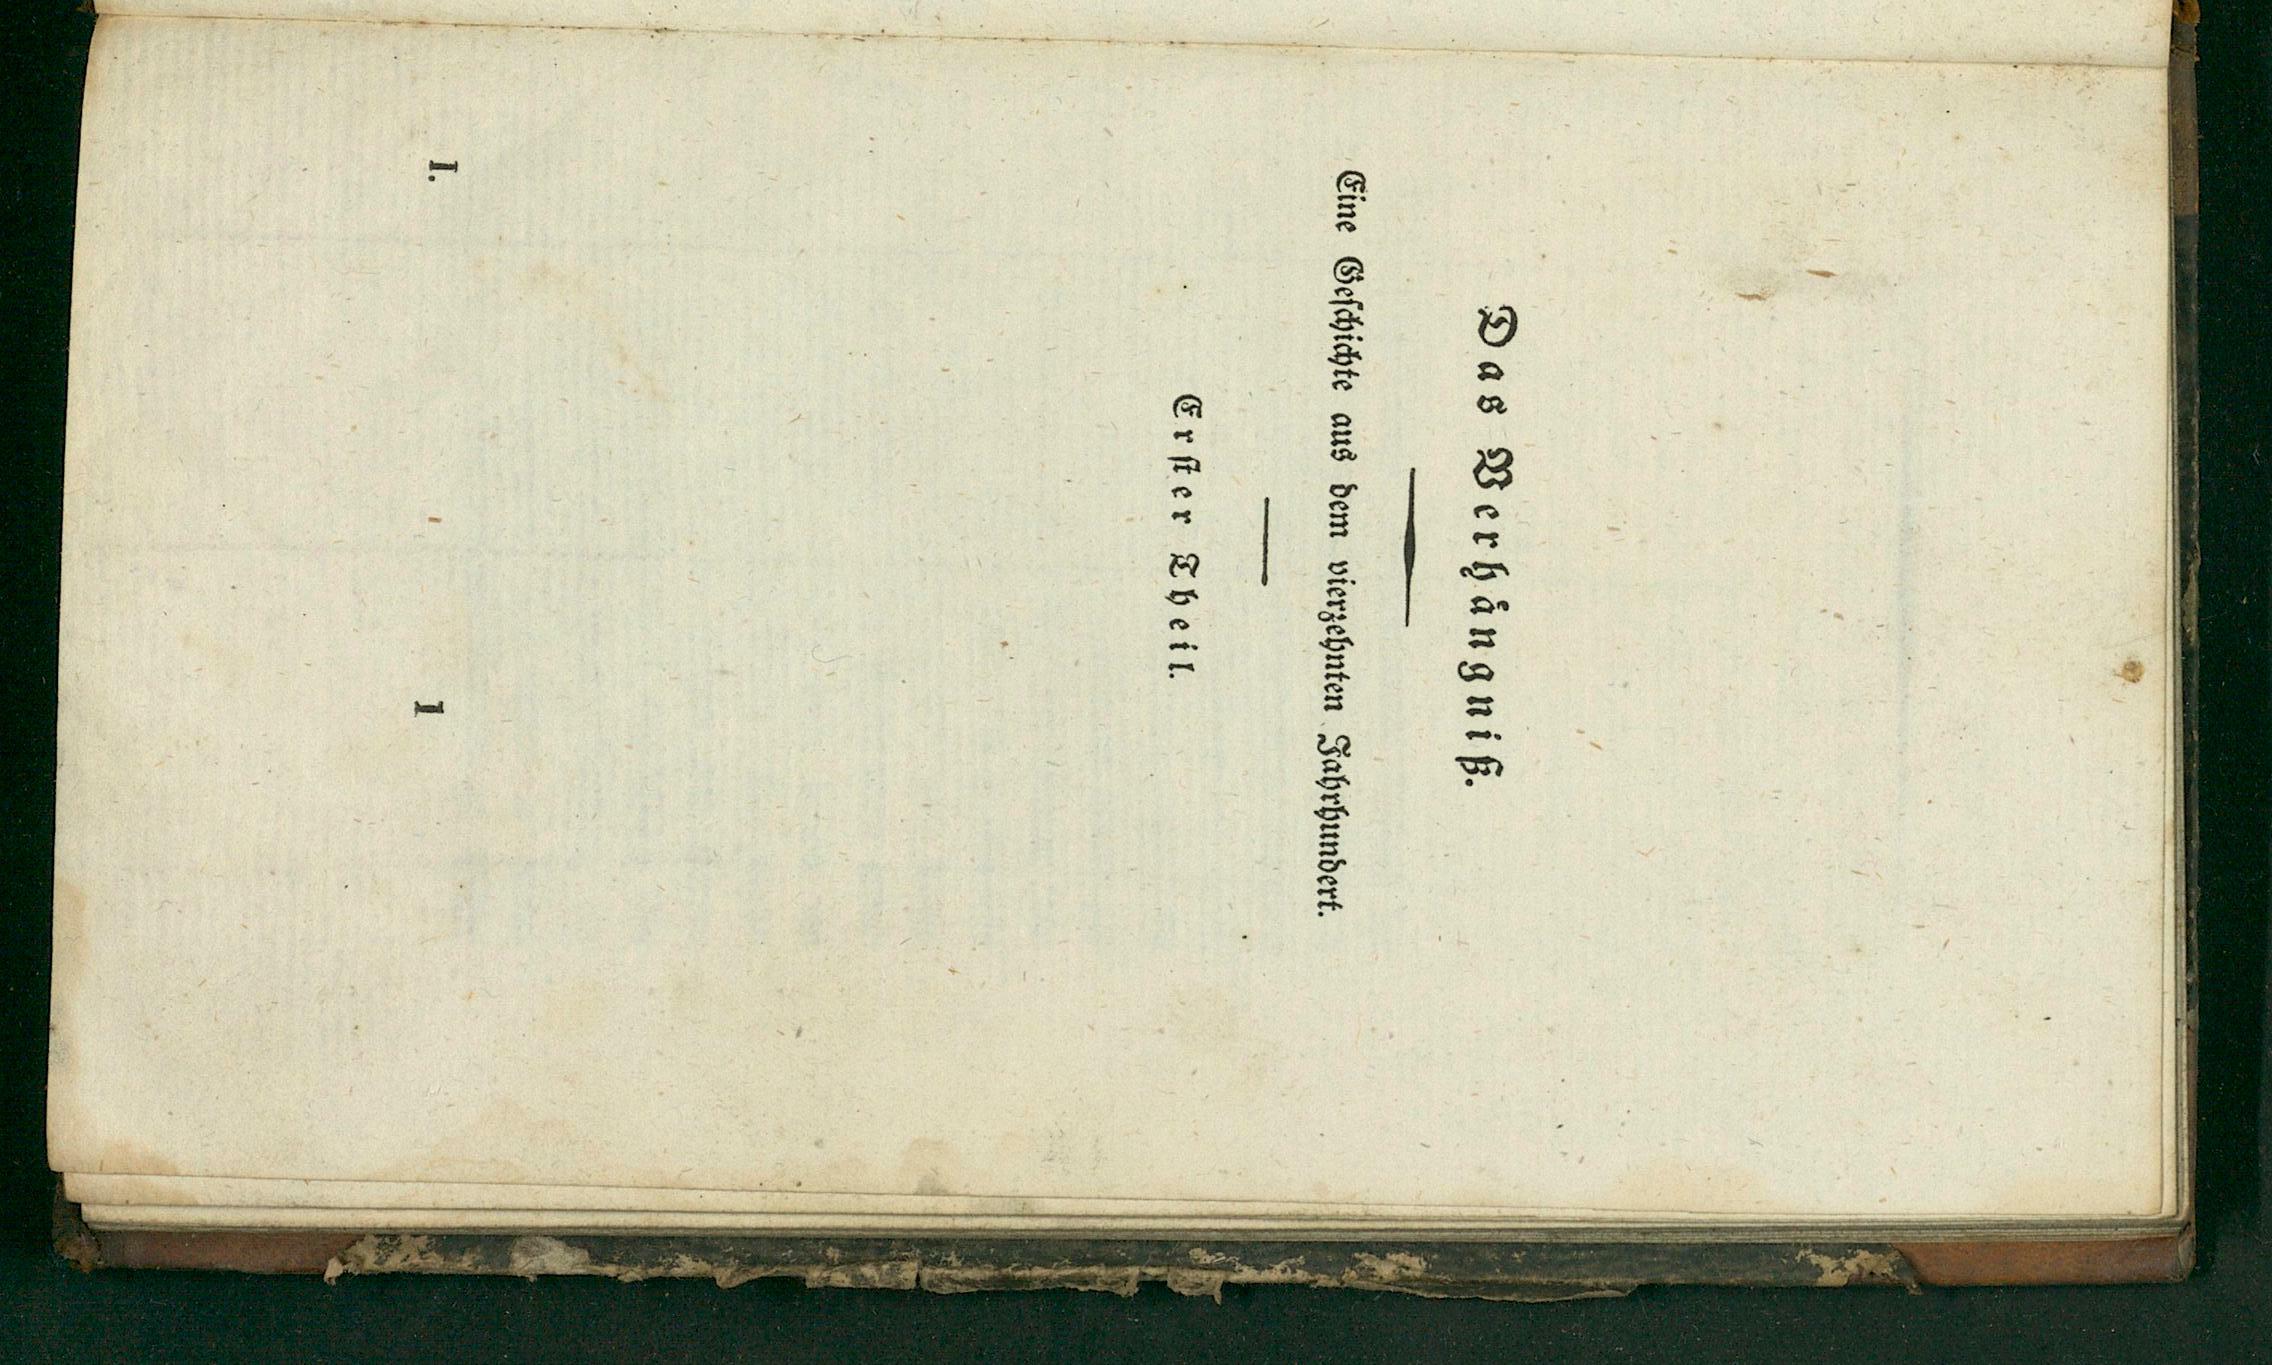 Das Verhängniß.
Eine Geschichte aus dem vierzehnten Jahrhundert.
Erster Theil.
I. 1